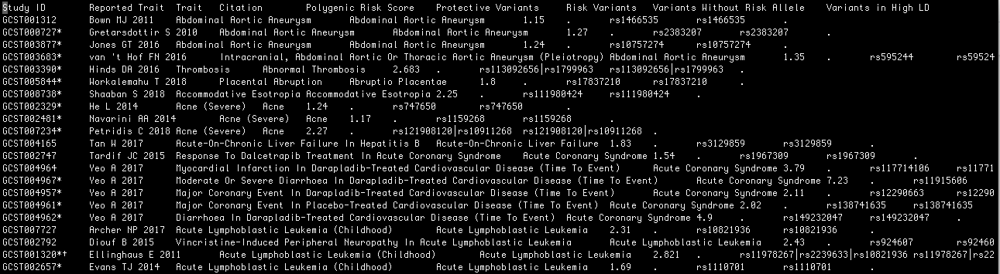 Study ID Reported Trait Trait Citation Polygenic Risk Score Protective Variants Risk Variants Variants Without Risk Allele Variants in High LD
GCST001312 Bown MJ 2011 Abdominal Aortic Aneurysm Abdominal Aortic Aneurysm 1.15 . rs1466535 rs1466535 .
GCST000727* Gretarsdottir S 2010 Abdominal Aortic Aneurysm Abdominal Aortic Aneurysm 1.27 . rs2383207 rs2383207 .
GCST003877* Jones GT 2016 Abdominal Aortic Aneurysm Abdominal Aortic Aneurysm 1.24 . rs10757274 rs10757274 .
GCST003683* van 't Hof FN 2016 Intracranial, Abdominal Aortic Or Thoracic Aortic Aneurysm (Pleiotropy) Abdominal Aortic Aneurysm 1.35 . rs595244 rs59524
GCST003390* Hinds DA 2016 Thrombosis Abnormal Thrombosis 2.683 . rs113092656|rs1799963 rs113092656|rs1799963 .
GCST005844* Workalemahu T 2018 Placental Abruption Abruptio Placentae 1.8 . rs17837210 rs17837210 .
GCST008738* Shaaban S 2018 Accommodative Esotropia Accommodative Esotropia 2.25 . rs111980424 rs111980424 .
GCST002329* He L 2014 Acne (Severe) Acne 1.24 . rs747650 rs747650 .
GCST002481* Navarini AA 2014 Acne (Severe) Acne 1.17 . rs1159268 rs1159268 .
GCST007234* Petridis C 2018 Acne (Severe) Acne 2.27 . rs121908120|rs10911268 rs121908120|rs10911268 .
GCST004165 Tan W 2017 Acute-On-Chronic Liver Failure In Hepatitis B Acute-On-Chronic Liver Failure 1.83 . rs3129859 rs3129859 .
GCST002747 Tardif JC 2015 Response To Dalcetrapib Treatment In Acute Coronary Syndrome Acute Coronary Syndrome 1.54 . rs1967309 rs1967309 .
GCST004964 Yeo A 2017 Myocardial Infarction In Darapladib-Treated Cardiovascular Disease (Time To Event) Acute Coronary Syndrome 3.79 . rs117714106 rs11771
GCST004967* Yeo A 2017 Moderate Or Severe Diarrhoea In Darapladib-Treated Cardiovascular Disease (Time To Event) Acute Coronary Syndrome 7.23 . rs11915606
GCST004957* Yeo A 2017 Major Coronary Event In Darapladib-Treated Cardiovascular Disease (Time To Event) Acute Coronary Syndrome 2.11 . rs12290663 rs12290
GCST004961* Yeo A 2017 Major Coronary Event In Placebo-Treated Cardiovascular Disease (Time To Event) Acute Coronary Syndrome 2.02 . rs138741635 rs138741635
GCST004962* Yeo A 2017 Diarrhoea In Darapladib-Treated Cardiovascular Disease (Time To Event) Acute Coronary Syndrome 4.9 . rs149232047 rs149232047 .
GCST007727 Archer NP 2017 Acute Lymphoblastic Leukemia (Childhood) Acute Lymphoblastic Leukemia 2.31 . rs10821936 rs10821936 .
GCST002792 Diouf B 2015 Vincristine-Induced Peripheral Neuropathy In Acute Lymphoblastic Leukemia Acute Lymphoblastic Leukemia 2.43 . rs924607 rs92460
GCST001320*+ Ellinghaus E 2011 Acute Lymphoblastic Leukemia (Childhood) Acute Lymphoblastic Leukemia 2.821 . rs11978267|rs2239633|rs10821936 rs11978267|rs22
GCST002657* Evans TJ 2014 Acute Lymphoblastic Leukemia (Childhood) Acute Lymphoblastic Leukemia 1.69 . rs1110701 rs1110701 .